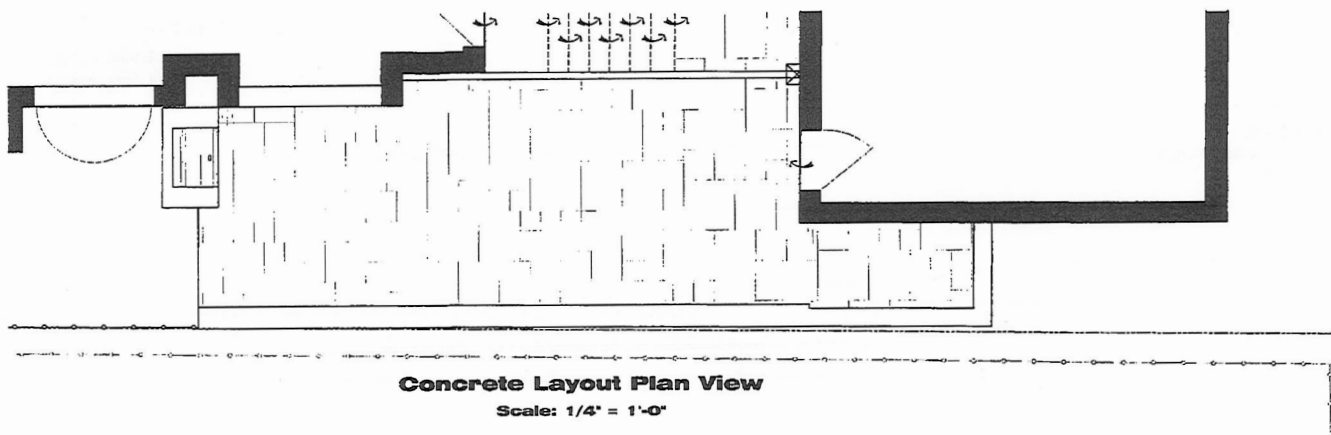 Concrete Layout Plan View
Scale: 1/4" = 1'-0"